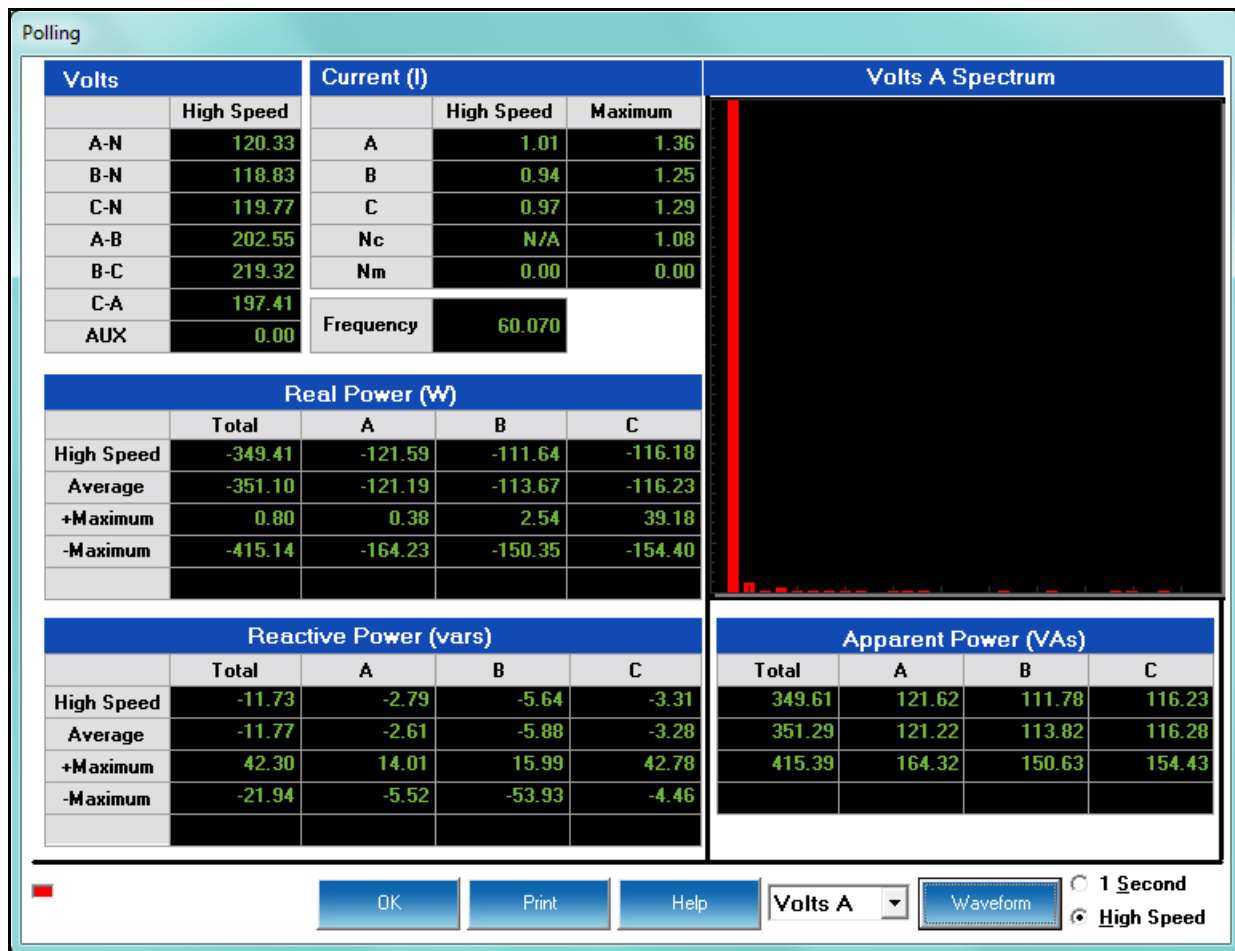 Polling
Volts
High Speed
A-N 120.33
B-N 118.83
C-N 119.77
A-B 202.55
B-C 219.32
C-A 197.41
AUX 0.00
Current (I)
High Speed Maximum
A 1.01 1.36
B 0.94 1.25
C 0.97 1.29
Nc N/A 1.08
Nm 0.00 0.00
Frequency 60.070
Volts A Spectrum
Real Power (W)
Total A B C
High Speed -349.41 -121.59 -111.64 -116.18
Average -351.10 -121.19 -113.67 -116.23
+Maximum 0.80 0.38 2.54 39.18
-Maximum -415.14 -164.23 -150.35 -154.40
Reactive Power (vars)
Total A B C
High Speed -11.73 -2.79 -5.64 -3.31
Average -11.77 -2.61 -5.88 -3.28
+Maximum 42.30 14.01 15.99 42.78
-Maximum -21.94 -5.52 -53.93 -4.46
Apparent Power (VAs)
Total A B C
349.61 121.62 111.78 116.23
351.29 121.22 113.82 116.28
415.39 164.32 150.63 154.43
OK Print Help Volts A Waveform
1 Second
High Speed